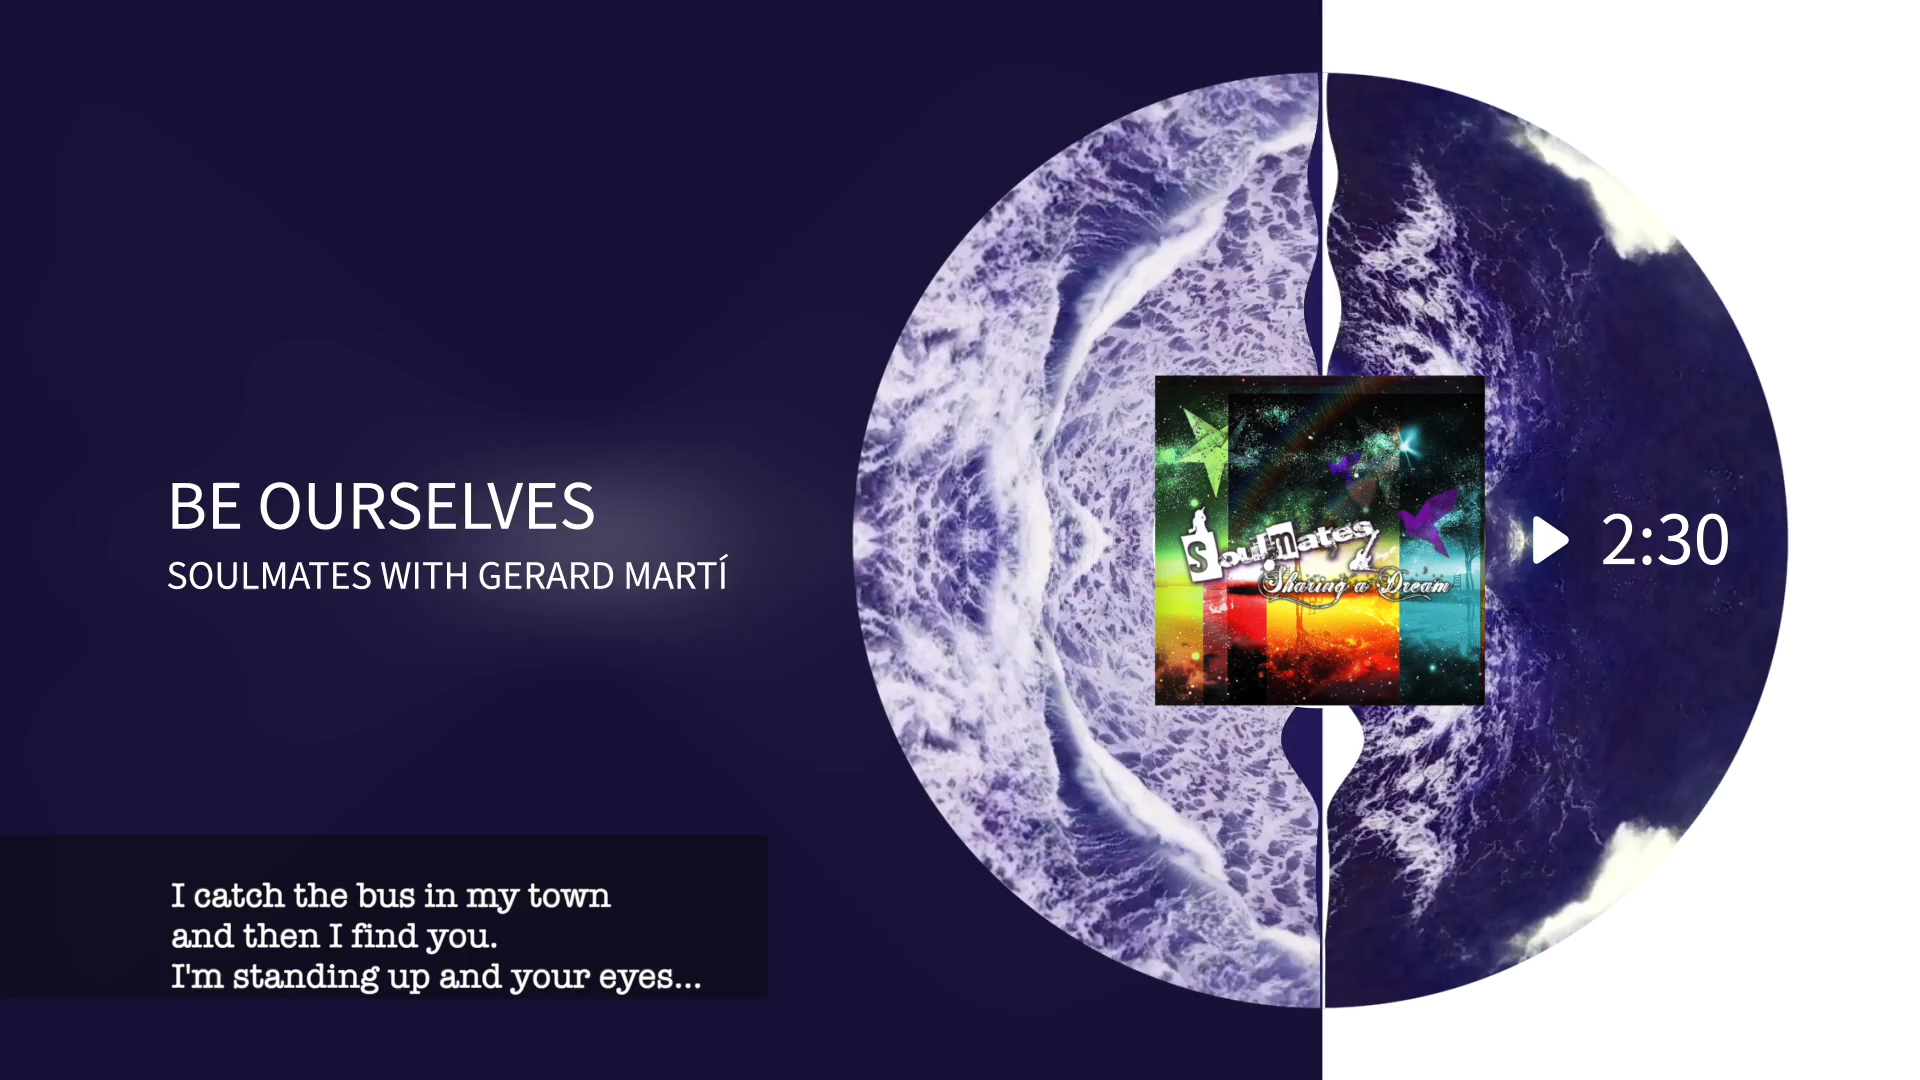 BE OURSELVES
SOULMATES WITH GERARD MARTÍ
Soulmates
Sharing a Dream
2:30
I catch the bus in my town
and then I find you.
I'm standing up and your eyes...